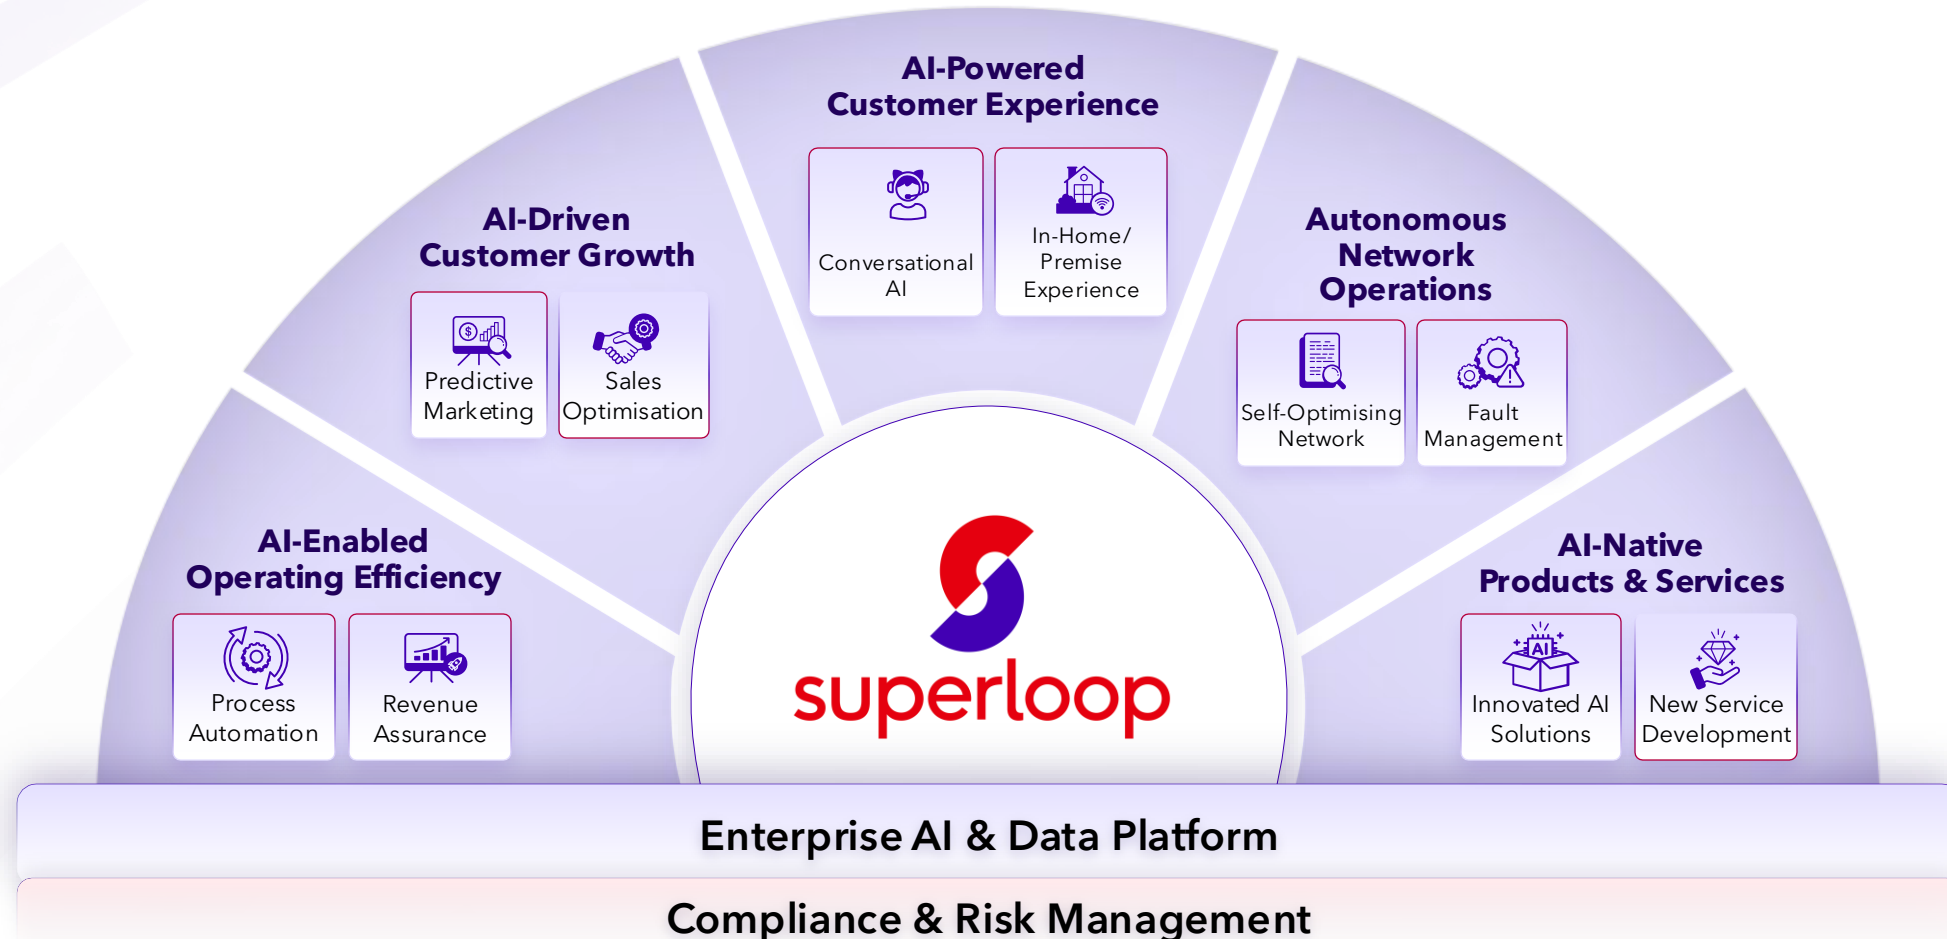 AI-Powered
Customer Experience
Conversational
AI
In-Home/
Premise
Experience
AI-Driven
Customer Growth
Predictive
Marketing
Sales
Optimisation
Autonomous
Network
Operations
Self-Optimising
Network
Fault
Management
AI-Enabled
Operating Efficiency
Process
Automation
Revenue
Assurance
superloop
AI-Native
Products & Services
AI
Innovated AI
Solutions
New Service
Development
Enterprise AI & Data Platform
Compliance & Risk Management